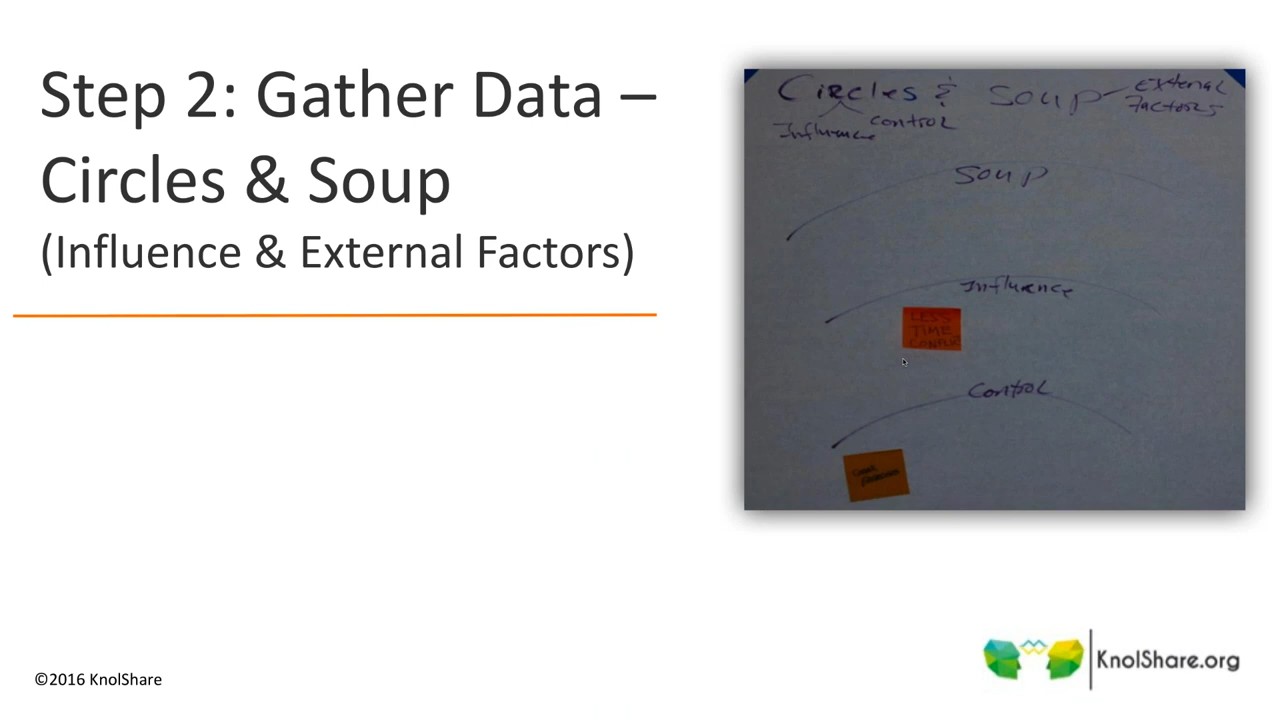 Step 2: Gather Data –
Circles & Soup
(Influence & External Factors)
Circles & Soup - External
Factors
Influence control
Soup
Influence
LESS
TIME
CONFLIC
Control
©2016 KnolShare
KnolShare.org